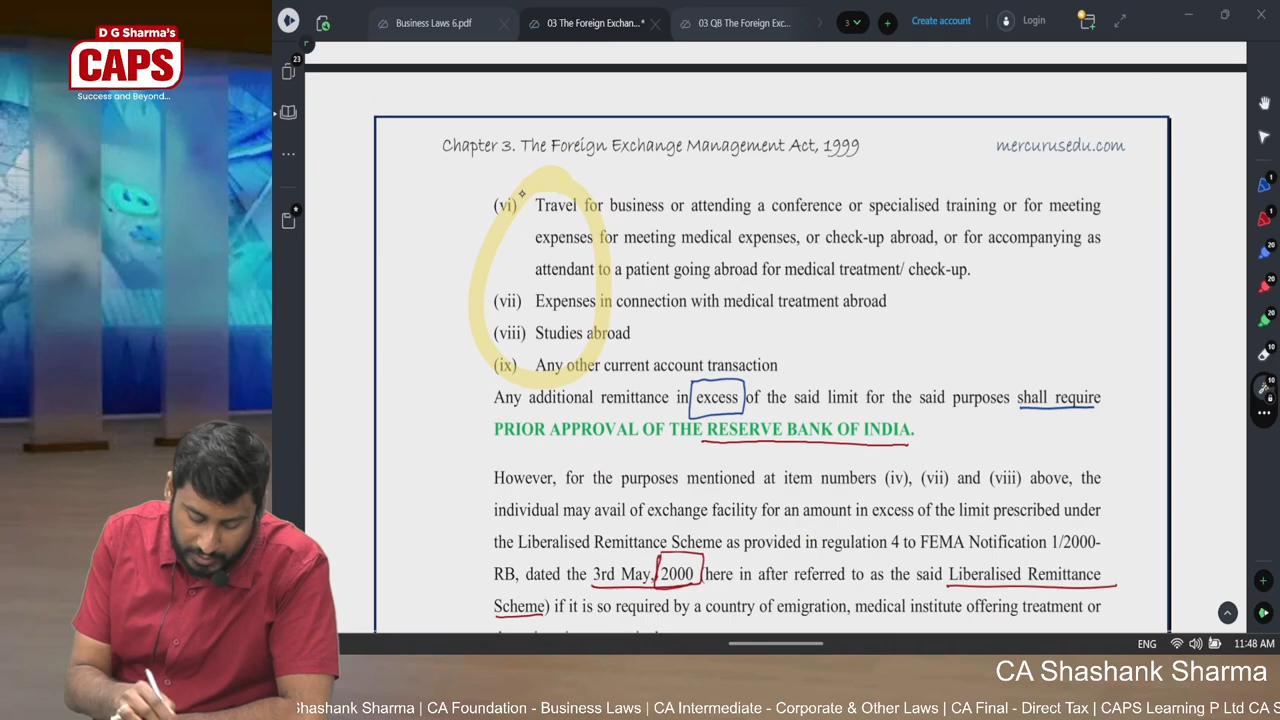 D G Sharma's
CAPS
Success and Beyond...
Business Laws 6.pdf
03 The Foreign Exchan...*
03 QB The Foreign Exc...
3
Create account
Login
23
Chapter 3. The Foreign Exchange Management Act, 1999
mercurusedu.com
(vi) Travel for business or attending a conference or specialised training or for meeting
expenses for meeting medical expenses, or check-up abroad, or for accompanying as
attendant to a patient going abroad for medical treatment/ check-up.
(vii) Expenses in connection with medical treatment abroad
(viii) Studies abroad
(ix) Any other current account transaction
Any additional remittance in excess of the said limit for the said purposes shall require
PRIOR APPROVAL OF THE RESERVE BANK OF INDIA.
However, for the purposes mentioned at item numbers (iv), (vii) and (viii) above, the
individual may avail of exchange facility for an amount in excess of the limit prescribed under
the Liberalised Remittance Scheme as provided in regulation 4 to FEMA Notification 1/2000-
RB, dated the 3rd May, 2000 here in after referred to as the said Liberalised Remittance
Scheme) if it is so required by a country of emigration, medical institute offering treatment or
1
1
20
20
20
10
10
ENG
11:48 AM
CA Shashank Sharma
Shashank Sharma | CA Foundation - Business Laws | CA Intermediate - Corporate & Other Laws | CA Final - Direct Tax | CAPS Learning P Ltd CA S